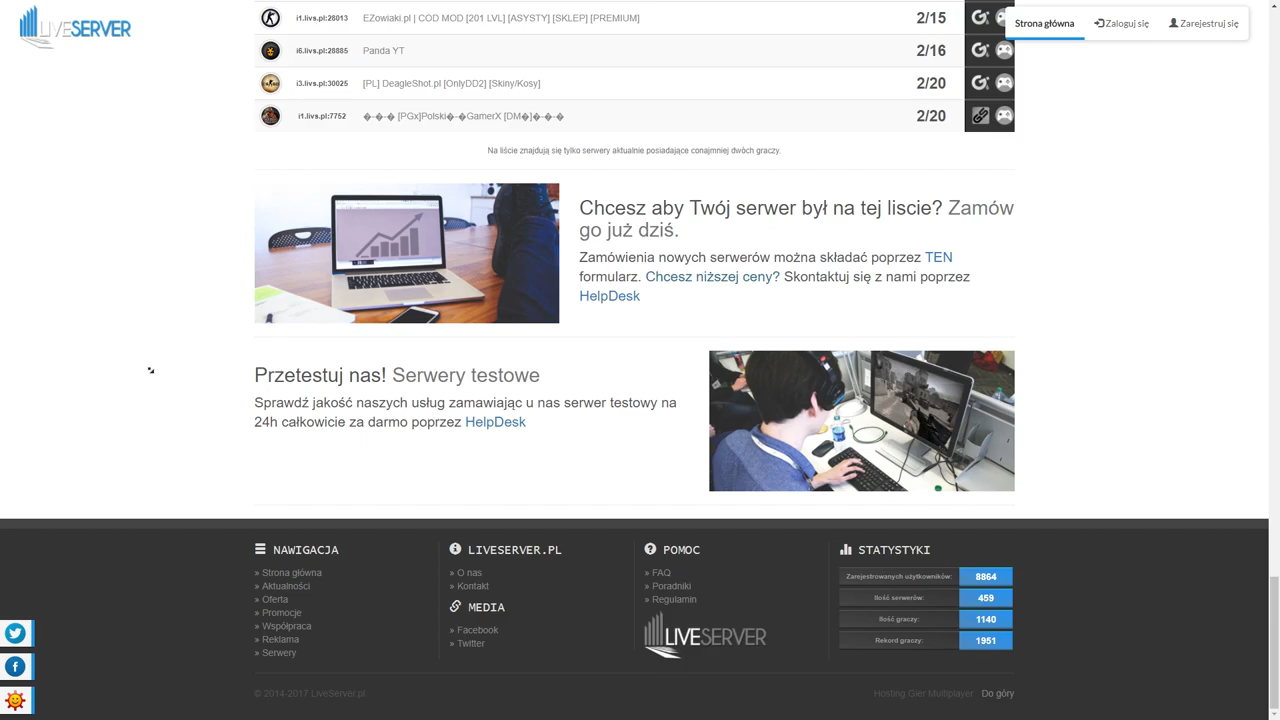 LIVESERVER
Strona główna Zaloguj się Zarejestruj się
i1.livs.pl:28013 EZowiaki.pl | COD MOD [201 LVL] [ASYSTY] [SKLEP] [PREMIUM] 2/15
i6.livs.pl:28885 Panda YT 2/16
i3.livs.pl:30025 [PL] DeagleShot.pl [OnlyDD2] [Skiny/Kosy] 2/20
i1.livs.pl:7752 �-�-� [PGx]Polski�-�GamerX [DM�]�-�-� 2/20
Na liście znajdują się tylko serwery aktualnie posiadające conajmniej dwóch graczy.
Chcesz aby Twój serwer był na tej liscie? Zamów
go już dziś.
Zamówienia nowych serwerów można składać poprzez TEN
formularz. Chcesz niższej ceny? Skontaktuj się z nami poprzez
HelpDesk
Przetestuj nas! Serwery testowe
Sprawdź jakość naszych usług zamawiając u nas serwer testowy na
24h całkowicie za darmo poprzez HelpDesk
NAWIGACJA
» Strona główna
» Aktualności
» Oferta
» Promocje
» Współpraca
» Reklama
» Serwery
LIVESERVER.PL
» O nas
» Kontakt
MEDIA
» Facebook
» Twitter
POMOC
» FAQ
» Poradniki
» Regulamin
LIVESERVER
STATYSTYKI
Zarejestrowanych użytkowników: 8864
Ilość serwerów: 459
Ilość graczy: 1140
Rekord graczy: 1951
© 2014-2017 LiveServer.pl
Hosting Gier Multiplayer Do góry